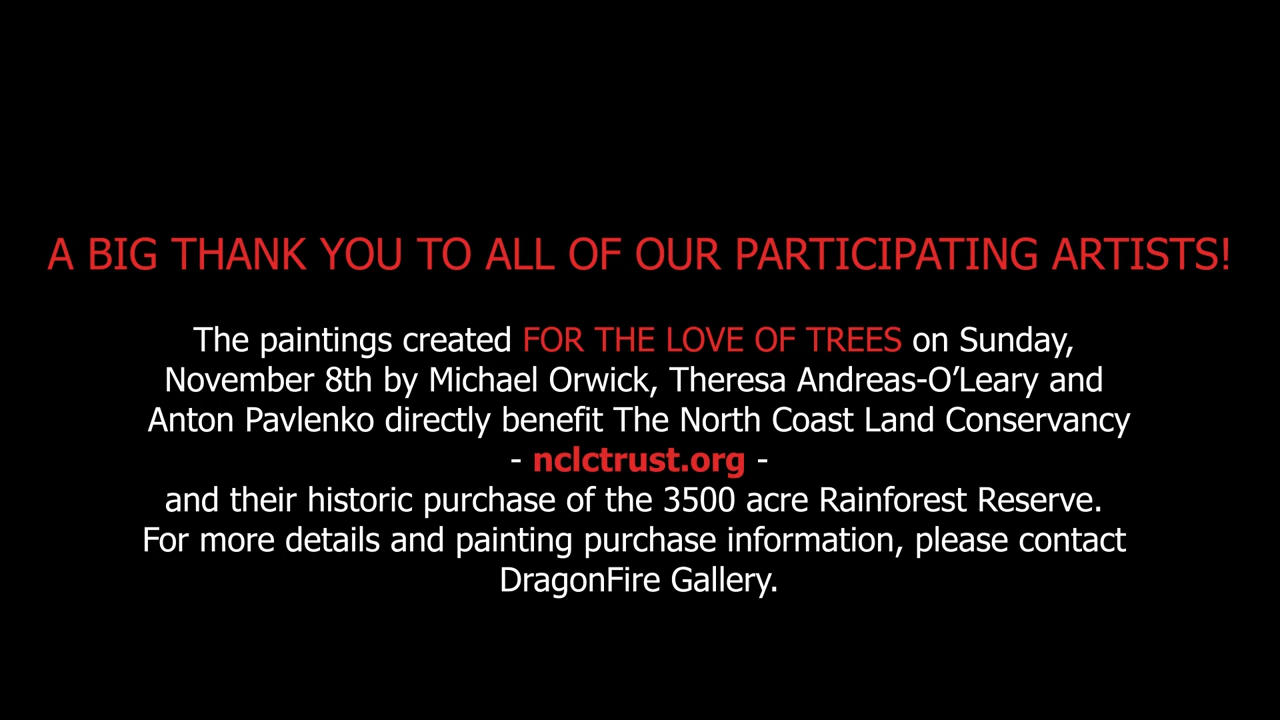 A BIG THANK YOU TO ALL OF OUR PARTICIPATING ARTISTS!
The paintings created FOR THE LOVE OF TREES on Sunday,
November 8th by Michael Orwick, Theresa Andreas-O’Leary and
Anton Pavlenko directly benefit The North Coast Land Conservancy
- nclctrust.org -
and their historic purchase of the 3500 acre Rainforest Reserve.
For more details and painting purchase information, please contact
DragonFire Gallery.